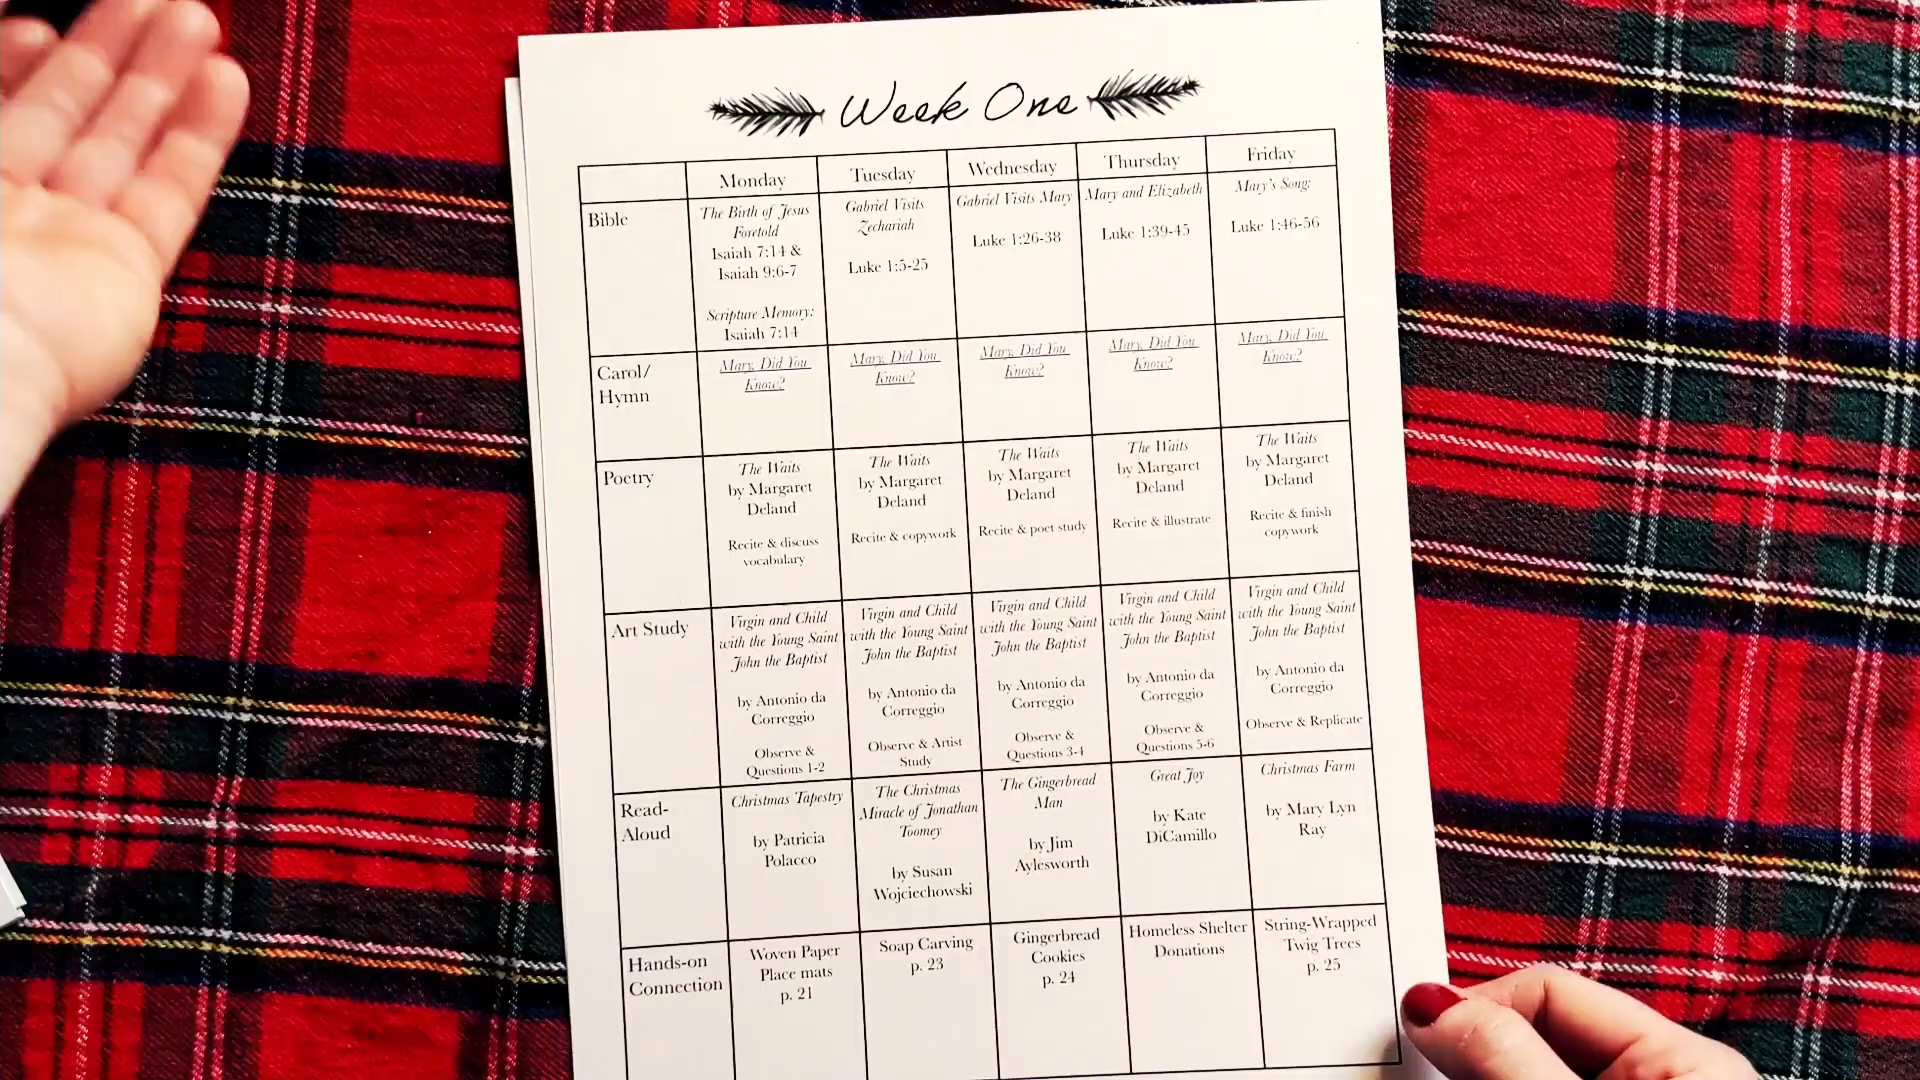 Week One
Monday
Tuesday
Wednesday
Thursday
Friday
Bible
The Birth of Jesus
Foretold
Isaiah 7:14 &
Isaiah 9:6-7
Scripture Memory:
Isaiah 7:14
Gabriel Visits
Zechariah
Luke 1:5-25
Gabriel Visits Mary
Luke 1:26-38
Mary and Elizabeth
Luke 1:39-45
Mary's Song:
Luke 1:46-56
Carol/
Hymn
Mary, Did You
Know?
Mary, Did You
Know?
Mary, Did You
Know?
Mary, Did You
Know?
Mary, Did You
Know?
Poetry
The Waits
by Margaret
Deland
Recite & discuss
vocabulary
The Waits
by Margaret
Deland
Recite & copywork
The Waits
by Margaret
Deland
Recite & poet study
The Waits
by Margaret
Deland
Recite & illustrate
The Waits
by Margaret
Deland
Recite & finish
copywork
Art Study
Virgin and Child
with the Young Saint
John the Baptist
by Antonio da
Correggio
Observe &
Questions 1-2
Virgin and Child
with the Young Saint
John the Baptist
by Antonio da
Correggio
Observe & Artist
Study
Virgin and Child
with the Young Saint
John the Baptist
by Antonio da
Correggio
Observe &
Questions 3-4
Virgin and Child
with the Young Saint
John the Baptist
by Antonio da
Correggio
Observe &
Questions 5-6
Virgin and Child
with the Young Saint
John the Baptist
by Antonio da
Correggio
Observe & Replicate
Read-
Aloud
Christmas Tapestry
by Patricia
Polacco
The Christmas
Miracle of Jonathan
Toomey
by Susan
Wojciechowski
The Gingerbread
Man
by Jim
Aylesworth
Great Joy
by Kate
DiCamillo
Christmas Farm
by Mary Lyn
Ray
Hands-on
Connection
Woven Paper
Place mats
p. 21
Soap Carving
p. 23
Gingerbread
Cookies
p. 24
Homeless Shelter
Donations
String-Wrapped
Twig Trees
p. 25